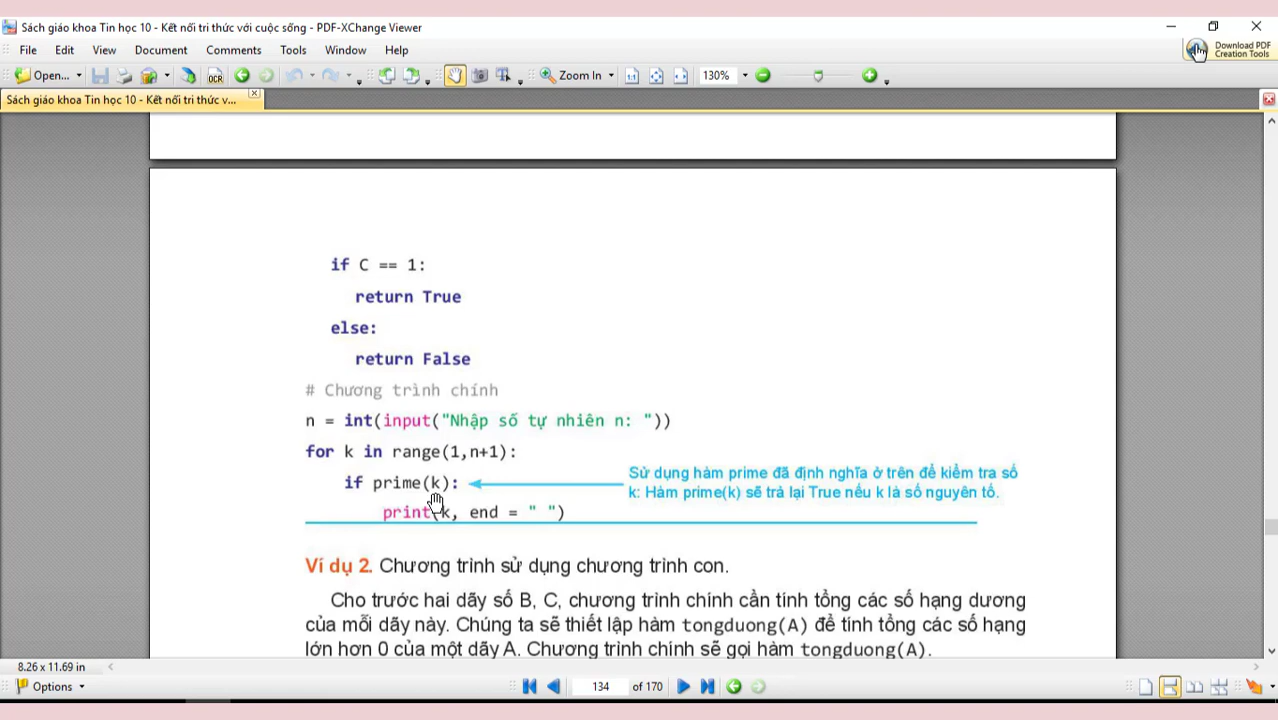 Sách giáo khoa Tin học 10 - Kết nối tri thức với cuộc sống - PDF-XChange Viewer
File Edit View Document Comments Tools Window Help
Download PDF
Creation Tools
Open... OCR Zoom In 130%
Sách giáo khoa Tin học 10 - Kết nối tri thức v...
if C == 1:
return True
else:
return False
# Chương trình chính
n = int(input("Nhập số tự nhiên n: "))
for k in range(1,n+1):
if prime(k):
Sử dụng hàm prime đã định nghĩa ở trên để kiểm tra số
k: Hàm prime(k) sẽ trả lại True nếu k là số nguyên tố.
print(k, end = " ")
Ví dụ 2. Chương trình sử dụng chương trình con.
Cho trước hai dãy số B, C, chương trình chính cần tính tổng các số hạng dương
của mỗi dãy này. Chúng ta sẽ thiết lập hàm tongduong(A) để tính tổng các số hạng
lớn hơn 0 của một dãy A. Chương trình chính sẽ gọi hàm tongduong(A).
8.26 x 11.69 in
Options 134 of 170